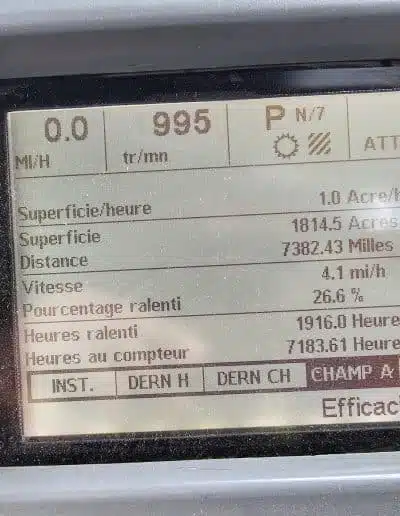 0.0 995 P N/7
MI/H tr/mn ATT
Superficie/heure 1.0 Acre/h
Superficie 1814.5 Acres
Distance 7382.43 Milles
Vitesse 4.1 mi/h
Pourcentage ralenti 26.6 %
Heures ralenti 1916.0 Heure
Heures au compteur 7183.61 Heure
INST. DERN H DERN CH CHAMP A
Efficac